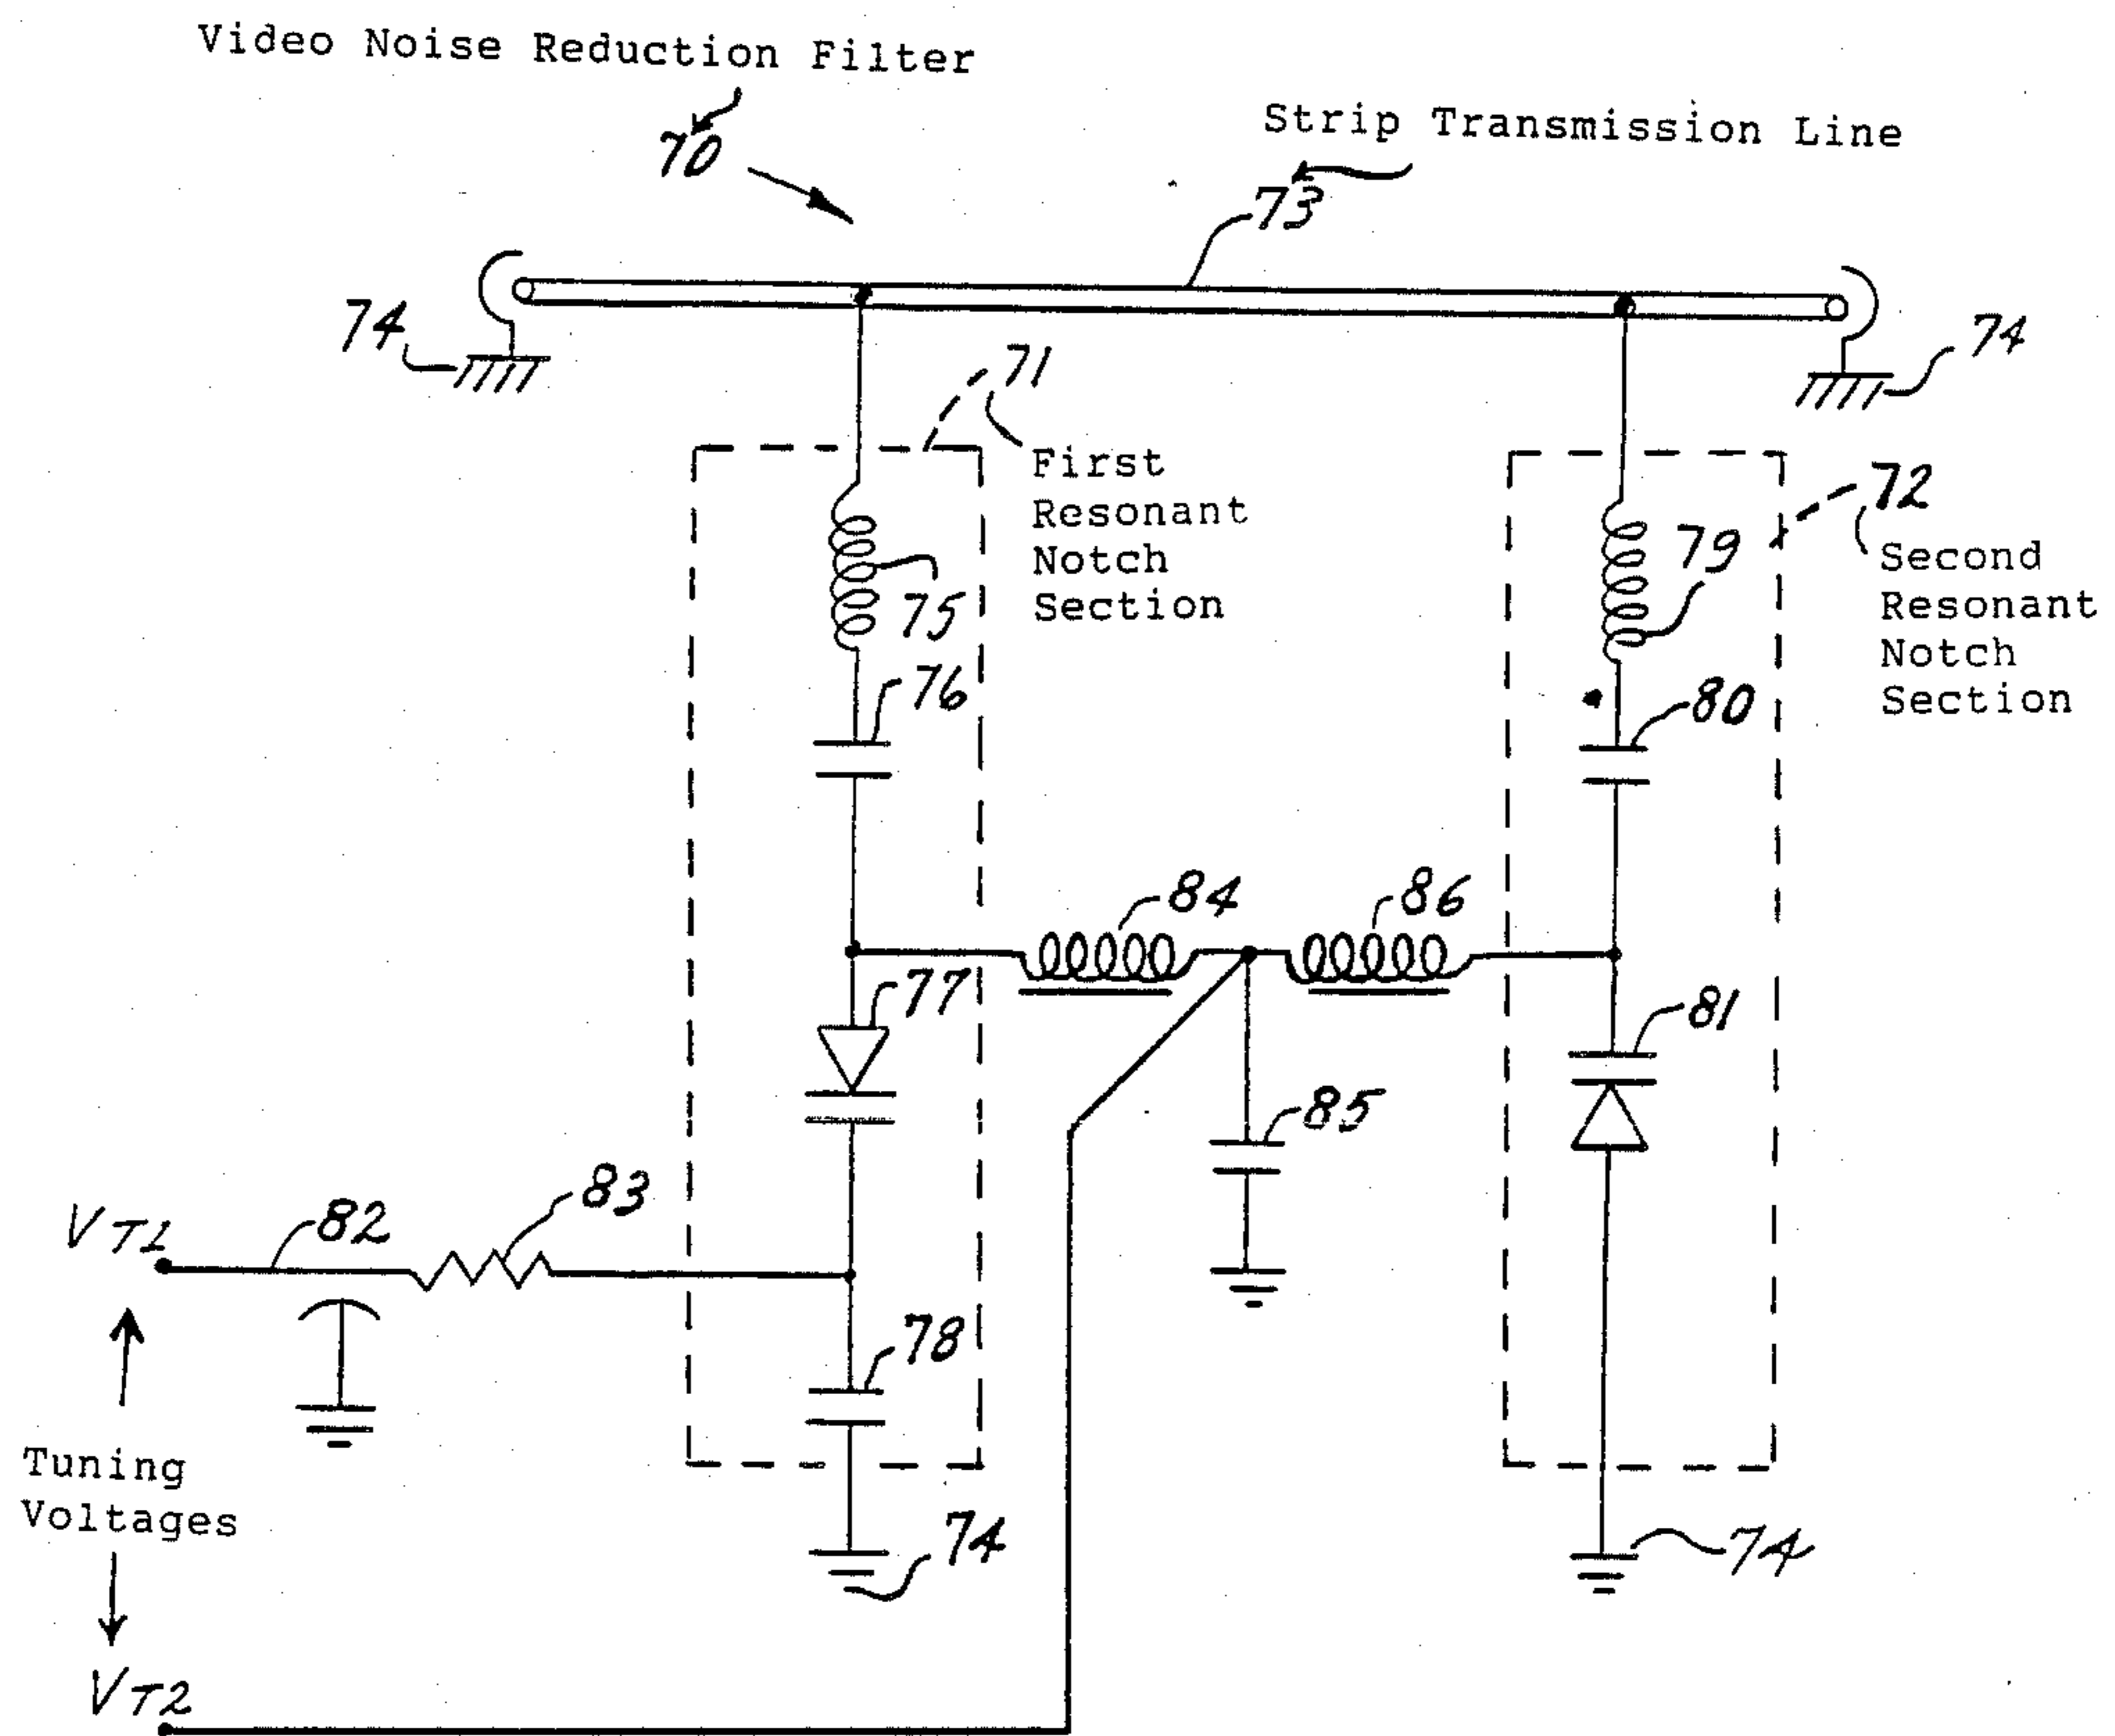 Video Noise Reduction Filter
70
Strip Transmission Line
73
74
74
71
First
Resonant
Notch
Section
72
Second
Resonant
Notch
Section
75
79
76
80
84
86
77
81
85
VT1
82
83
78
Tuning
Voltages
74
74
VT2